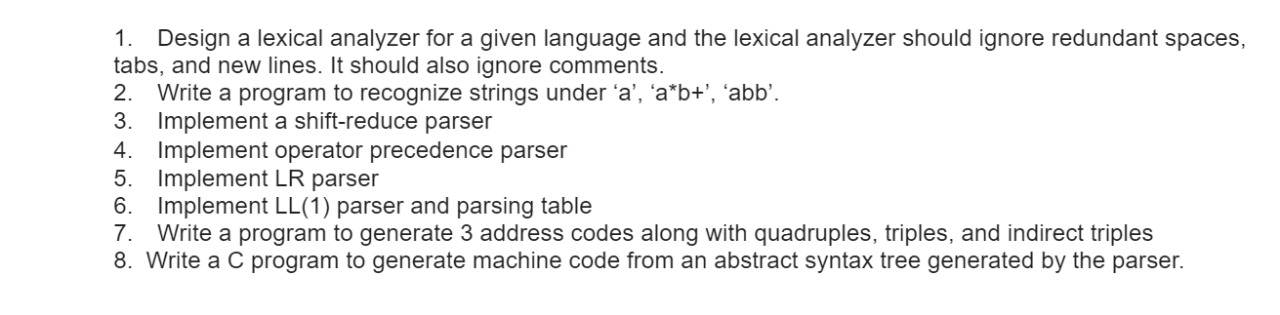 1. Design a lexical analyzer for a given language and the lexical analyzer should ignore redundant spaces,
tabs, and new lines. It should also ignore comments.
2. Write a program to recognize strings under ‘a’, ‘a*b+’, ‘abb’.
3. Implement a shift-reduce parser
4. Implement operator precedence parser
5. Implement LR parser
6. Implement LL(1) parser and parsing table
7. Write a program to generate 3 address codes along with quadruples, triples, and indirect triples
8. Write a C program to generate machine code from an abstract syntax tree generated by the parser.